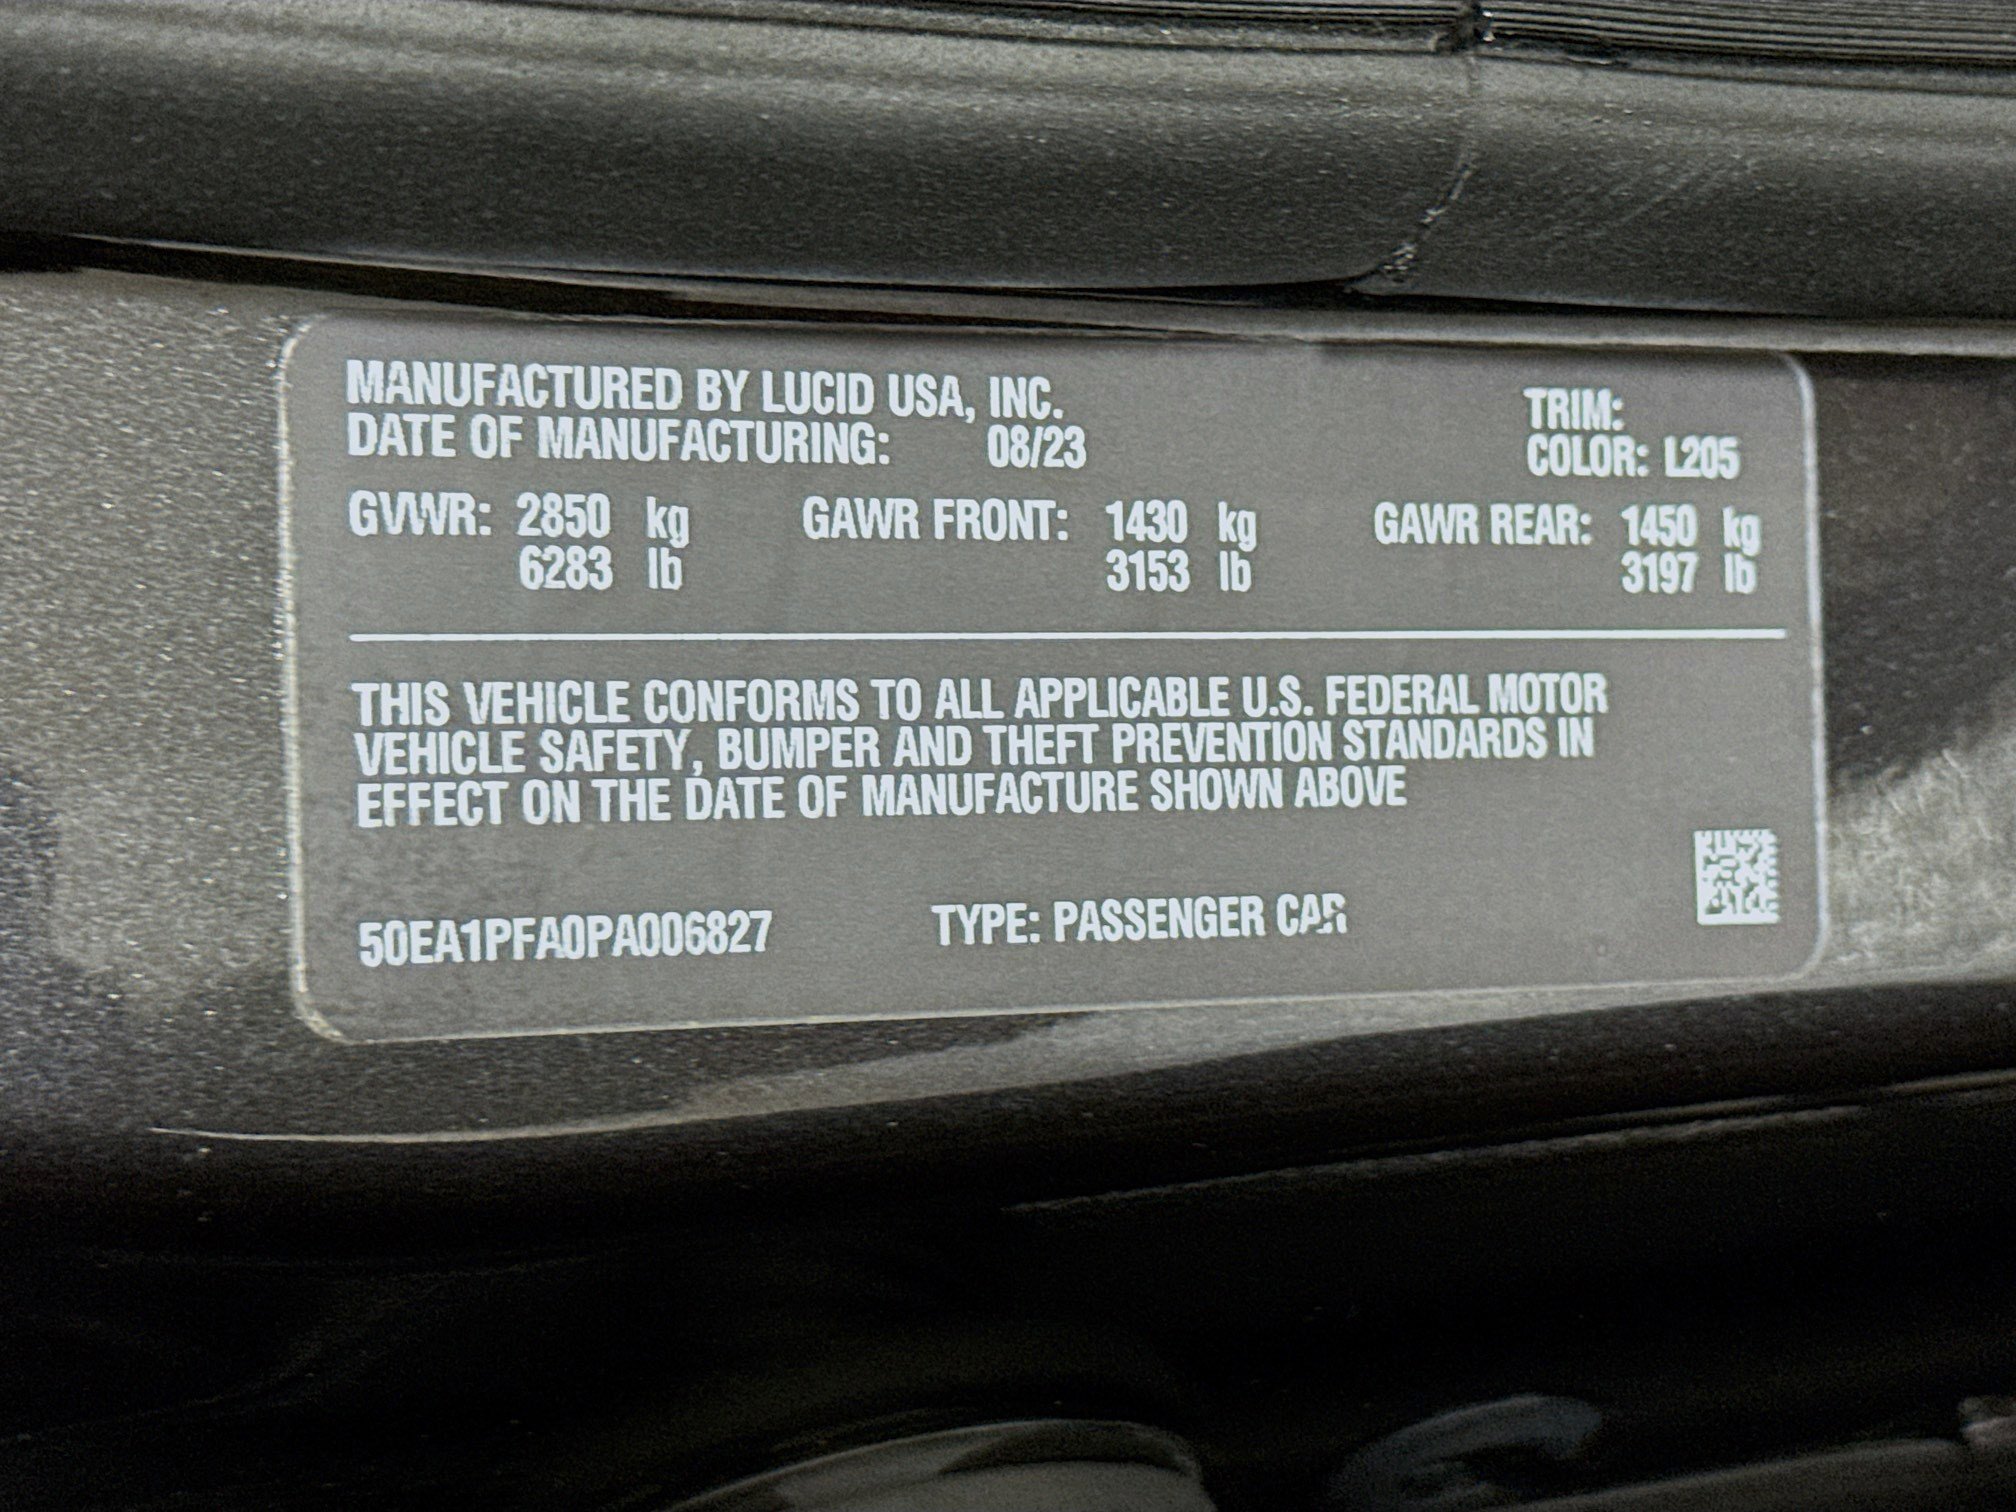 MANUFACTURED BY LUCID USA, INC.
DATE OF MANUFACTURING: 08/23
TRIM:
COLOR: L205
GVWR: 2850 kg GAWR FRONT: 1430 kg GAWR REAR: 1450 kg
6283 lb 3153 lb 3197 lb
THIS VEHICLE CONFORMS TO ALL APPLICABLE U.S. FEDERAL MOTOR
VEHICLE SAFETY, BUMPER AND THEFT PREVENTION STANDARDS IN
EFFECT ON THE DATE OF MANUFACTURE SHOWN ABOVE
50EA1PFA0PA006827 TYPE: PASSENGER CAR